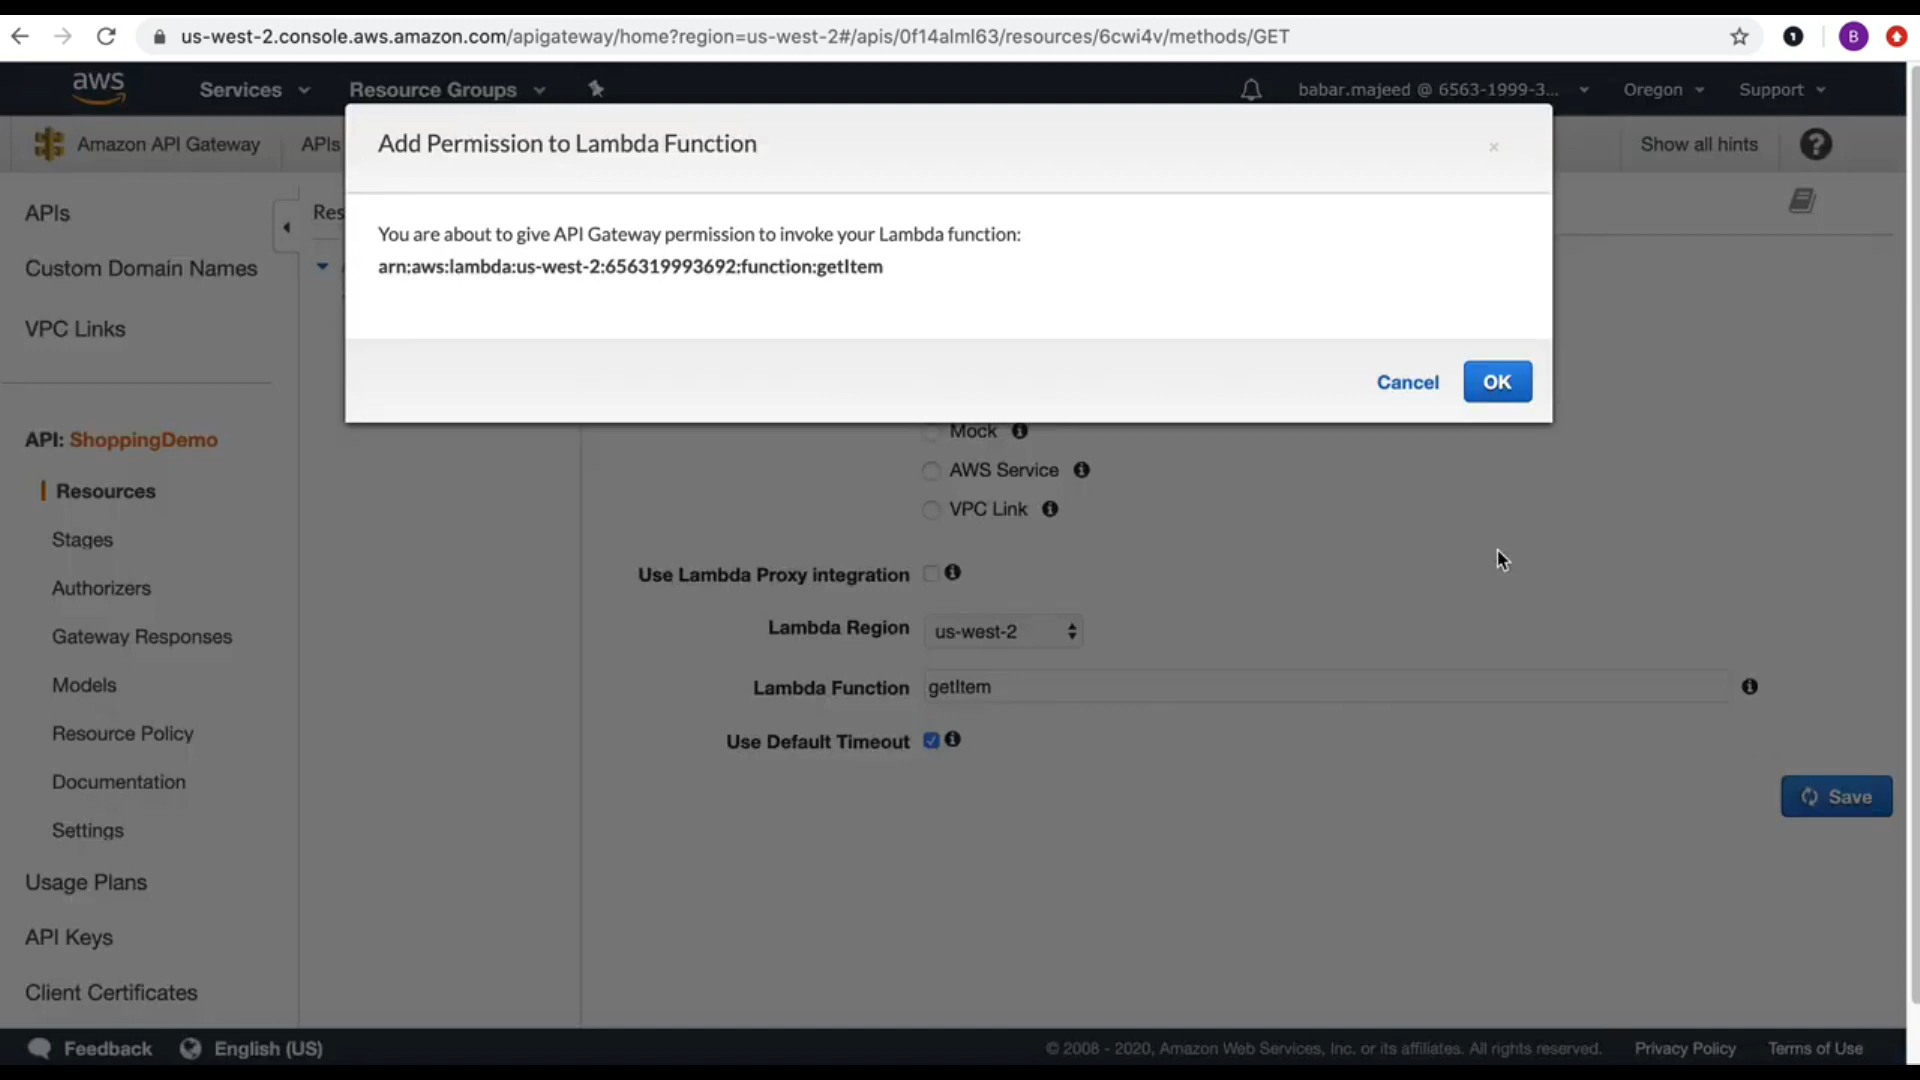 us-west-2.console.aws.amazon.com/apigateway/home?region=us-west-2#/apis/0f14alml63/resources/6cwi4v/methods/GET
B
aws
Services
Resource Groups
babar.majeed @ 6563-1999-3...
Oregon
Support
Amazon API Gateway
APIs
Show all hints
?
Add Permission to Lambda Function
×
You are about to give API Gateway permission to invoke your Lambda function:
arn:aws:lambda:us-west-2:656319993692:function:getItem
Cancel
OK
APIs
Custom Domain Names
VPC Links
API: ShoppingDemo
Resources
Stages
Authorizers
Gateway Responses
Models
Resource Policy
Documentation
Settings
Usage Plans
API Keys
Client Certificates
Res
Mock
AWS Service
VPC Link
Use Lambda Proxy integration
Lambda Region us-west-2
Lambda Function getItem
Use Default Timeout
Save
Feedback
English (US)
© 2008 - 2020, Amazon Web Services, Inc. or its affiliates. All rights reserved.
Privacy Policy
Terms of Use